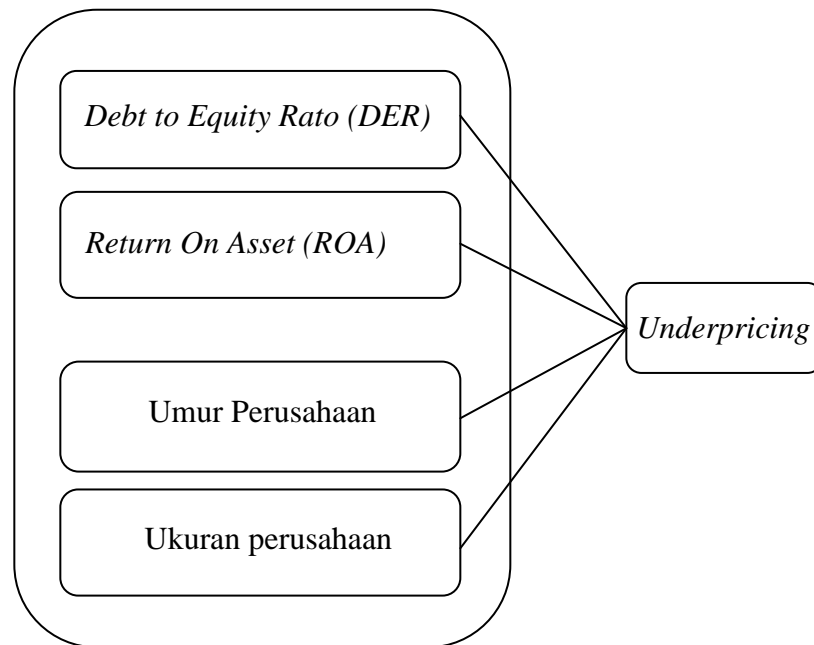 Debt to Equity Rato (DER)
Return On Asset (ROA)
Umur Perusahaan
Ukuran perusahaan
Underpricing